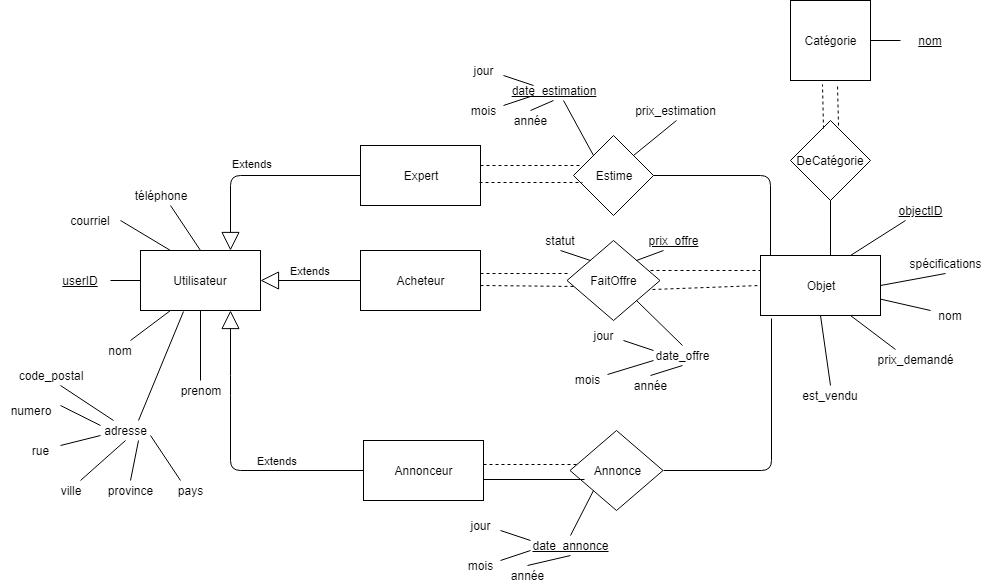 Catégorie
nom
jour
date_estimation
mois
année
prix_estimation
DeCatégorie
Extends
Expert
Estime
téléphone
courriel
objectID
statut
prix_offre
spécifications
userID
Utilisateur
Extends
Acheteur
FaitOffre
Objet
nom
jour
nom
date_offre
prix_demandé
code_postal
mois
année
prenom
est_vendu
numero
adresse
rue
Extends
Annonceur
Annonce
ville
province
pays
jour
date_annonce
mois
année